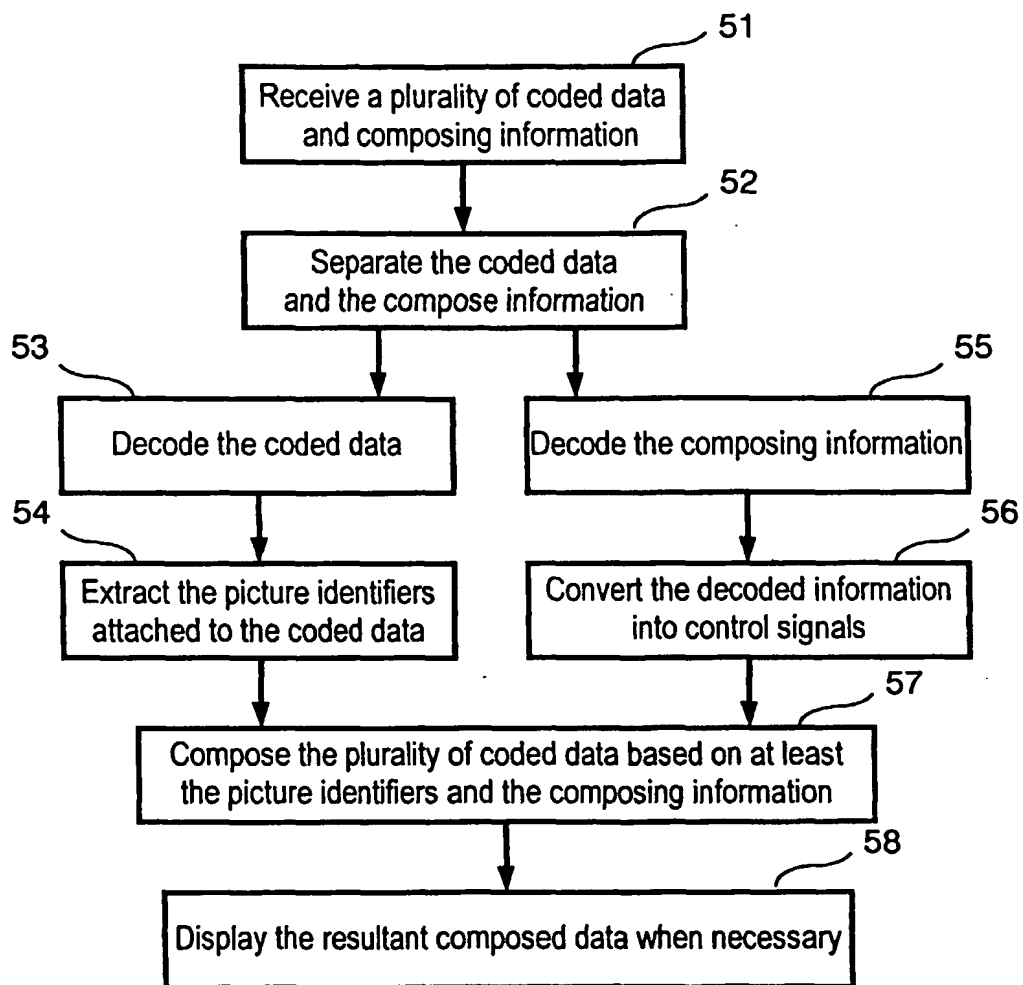 51
Receive a plurality of coded data
and composing information
52
Separate the coded data
and the compose information
53
Decode the coded data
55
Decode the composing information
54
Extract the picture identifiers
attached to the coded data
56
Convert the decoded information
into control signals
57
Compose the plurality of coded data based on at least
the picture identifiers and the composing information
58
Display the resultant composed data when necessary